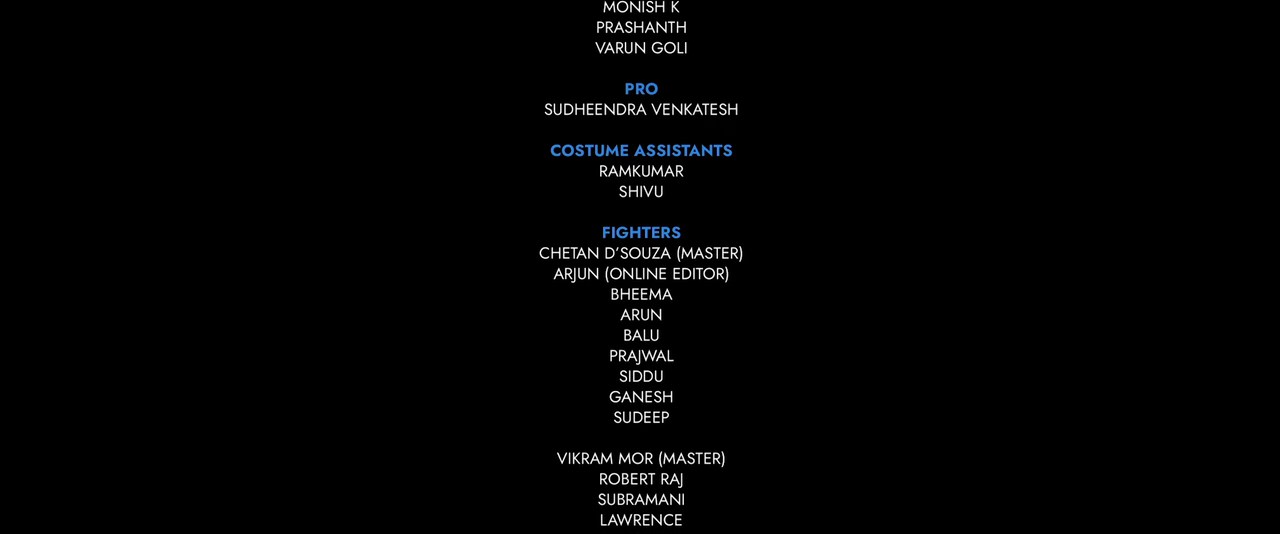 MONISH K
PRASHANTH
VARUN GOLI
PRO
SUDHEENDRA VENKATESH
COSTUME ASSISTANTS
RAMKUMAR
SHIVU
FIGHTERS
CHETAN D'SOUZA (MASTER)
ARJUN (ONLINE EDITOR)
BHEEMA
ARUN
BALU
PRAJWAL
SIDDU
GANESH
SUDEEP
VIKRAM MOR (MASTER)
ROBERT RAJ
SUBRAMANI
LAWRENCE